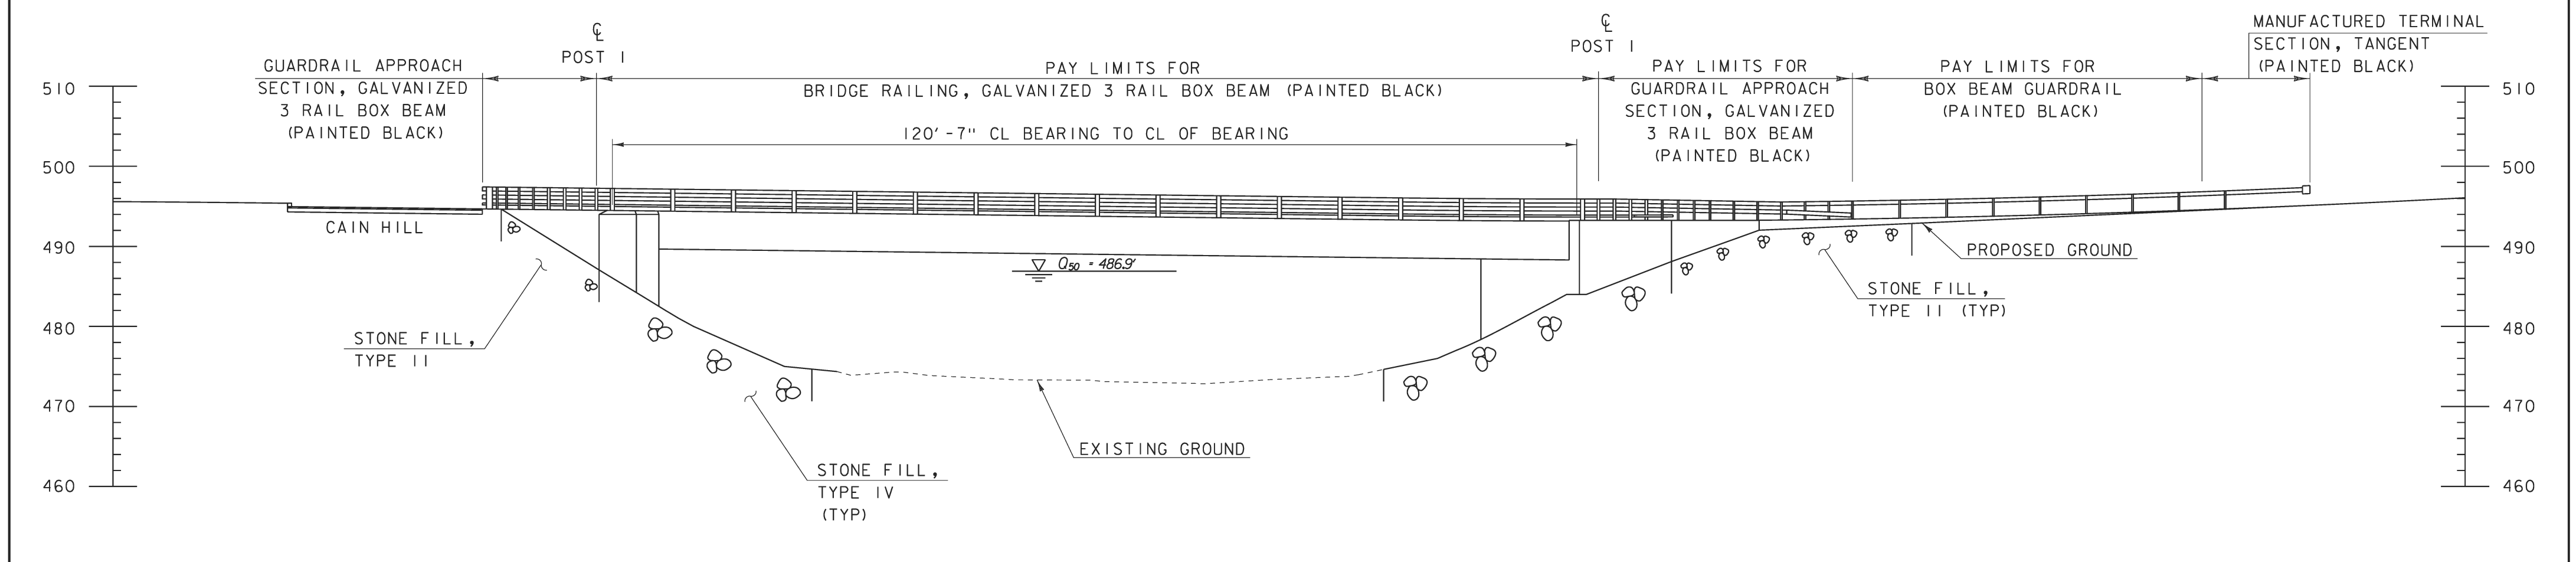 ℄
POST 1
℄
POST 1
MANUFACTURED TERMINAL
SECTION, TANGENT
(PAINTED BLACK)
GUARDRAIL APPROACH
SECTION, GALVANIZED
3 RAIL BOX BEAM
(PAINTED BLACK)
PAY LIMITS FOR
BRIDGE RAILING, GALVANIZED 3 RAIL BOX BEAM (PAINTED BLACK)
PAY LIMITS FOR
GUARDRAIL APPROACH
SECTION, GALVANIZED
3 RAIL BOX BEAM
(PAINTED BLACK)
PAY LIMITS FOR
BOX BEAM GUARDRAIL
(PAINTED BLACK)
120'-7" CL BEARING TO CL OF BEARING
510
500
490
480
470
460
510
500
490
480
470
460
CAIN HILL
Q50 = 486.9'
PROPOSED GROUND
STONE FILL,
TYPE II (TYP)
STONE FILL,
TYPE II
EXISTING GROUND
STONE FILL,
TYPE IV
(TYP)